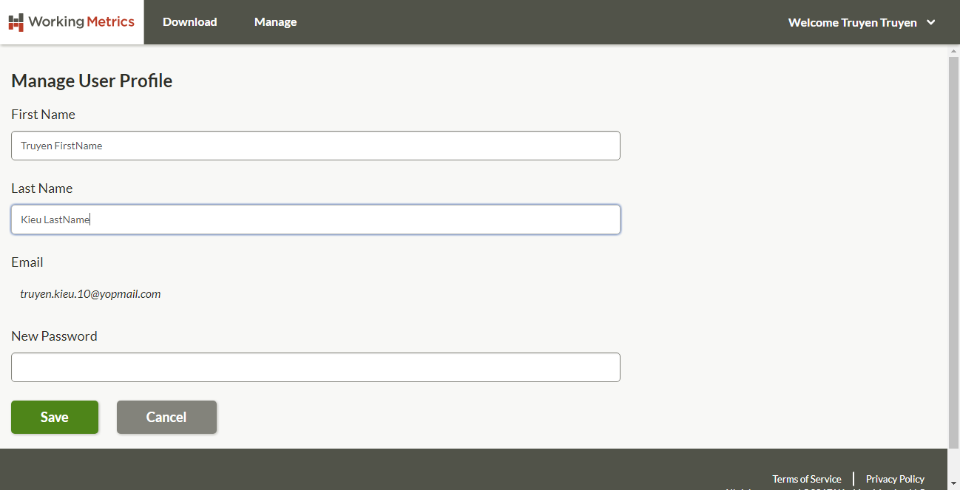 WorkingMetrics Download Manage Welcome Truyen Truyen
Manage User Profile
First Name
Truyen FirstName
Last Name
Kieu LastName
Email
truyen.kieu.10@yopmail.com
New Password
Save Cancel
Terms of Service | Privacy Policy